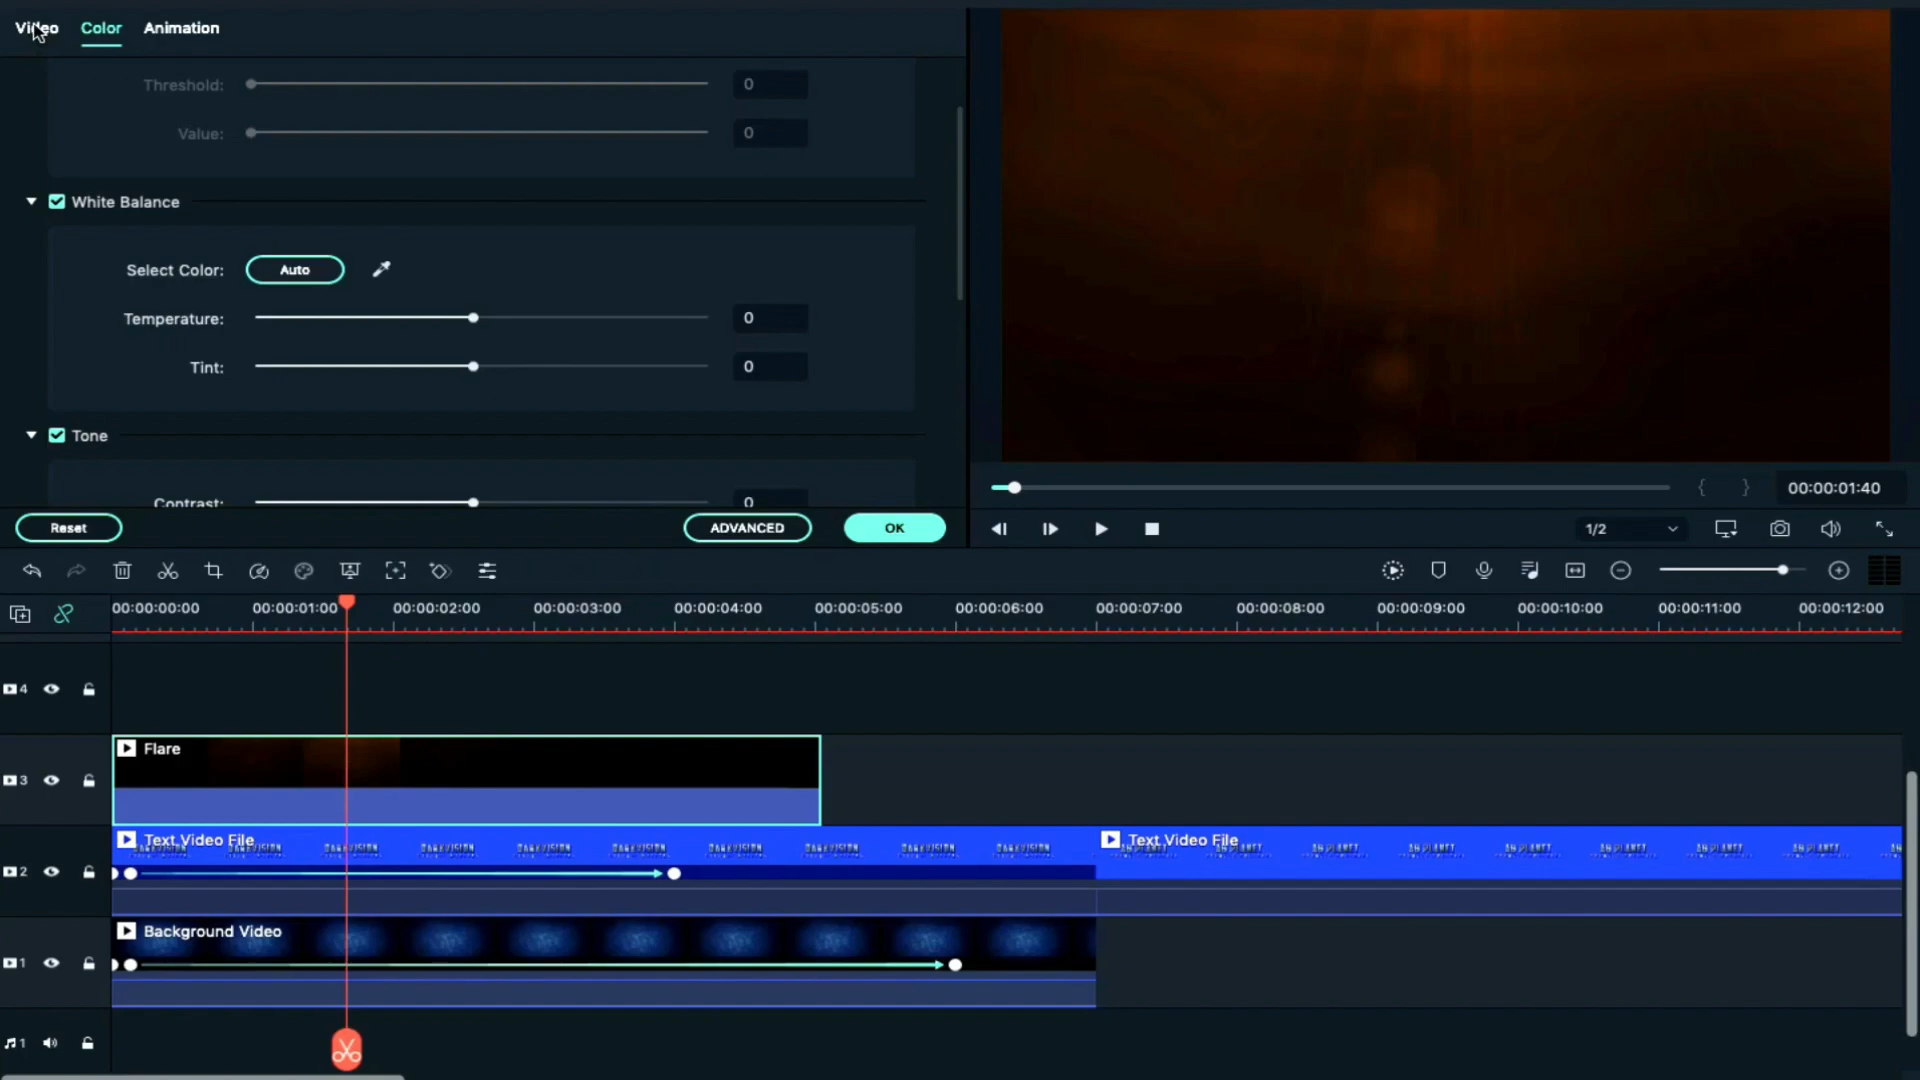 Video Color Animation
Threshold: 0
Value: 0
White Balance
Select Color: Auto
Temperature: 0
Tint: 0
Tone
Contrast: 0
Reset ADVANCED OK
{ } 00:00:01:40
1/2
00:00:00:00 00:00:01:00 00:00:02:00 00:00:03:00 00:00:04:00 00:00:05:00 00:00:06:00 00:00:07:00 00:00:08:00 00:00:09:00 00:00:10:00 00:00:11:00 00:00:12:00
4
Flare
3
Text Video File Text Video File
2
Background Video
1
1